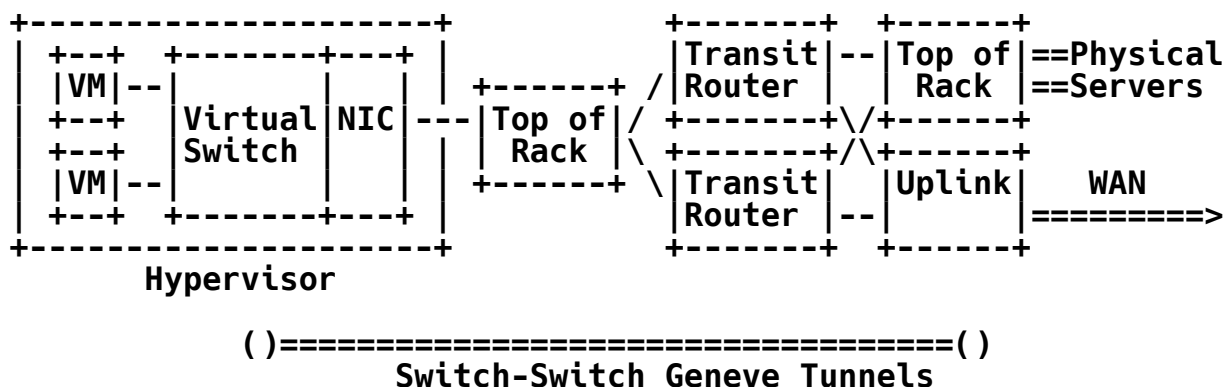 Transit Top of Physical
VM Router Rack Servers
Virtual NIC Top of
Switch Rack
VM Transit Uplink WAN
Router
Hypervisor
Switch-Switch Geneve Tunnels